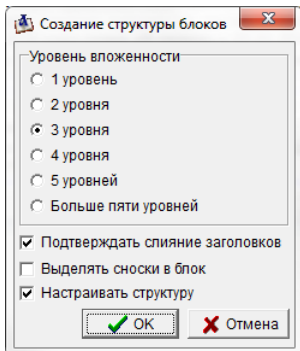 Создание структуры блоков
Уровень вложенности
1 уровень
2 уровня
3 уровня
4 уровня
5 уровней
Больше пяти уровней
Подтверждать слияние заголовков
Выделять сноски в блок
Настраивать структуру
OK
Отмена